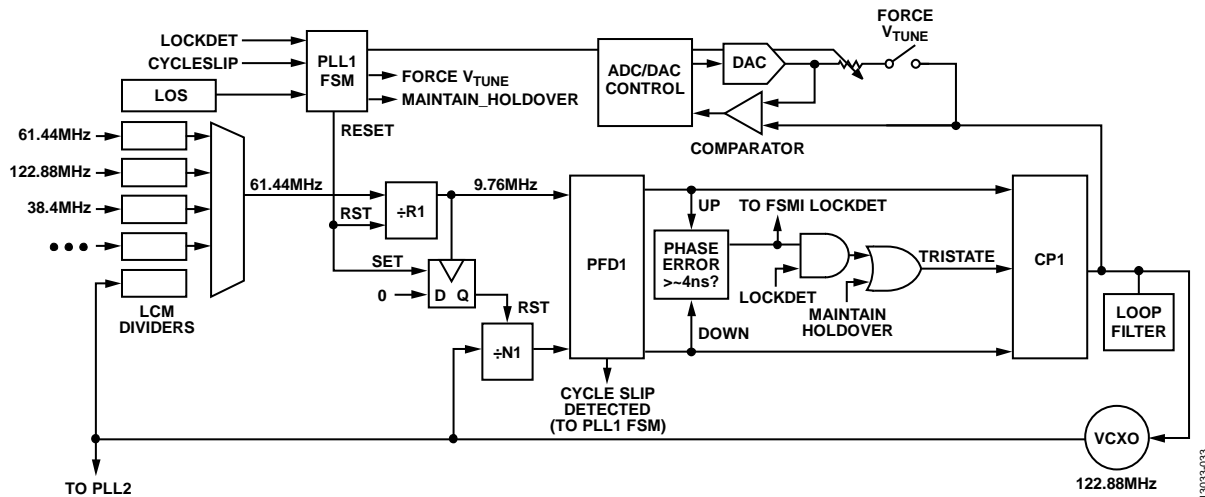 LOCKDET
CYCLESLIP
LOS
PLL1
FSM
FORCE VTUNE
MAINTAIN_HOLDOVER
RESET
ADC/DAC
CONTROL
DAC
COMPARATOR
FORCE
VTUNE
61.44MHz
122.88MHz
38.4MHz
LCM
DIVIDERS
61.44MHz
RST
÷R1
9.76MHz
SET
0
D Q
RST
÷N1
PFD1
CYCLE SLIP
DETECTED
(TO PLL1 FSM)
UP
TO FSMI LOCKDET
PHASE
ERROR
>~4ns?
DOWN
LOCKDET
MAINTAIN
HOLDOVER
TRISTATE
CP1
LOOP
FILTER
VCXO
122.88MHz
TO PLL2
13033-033